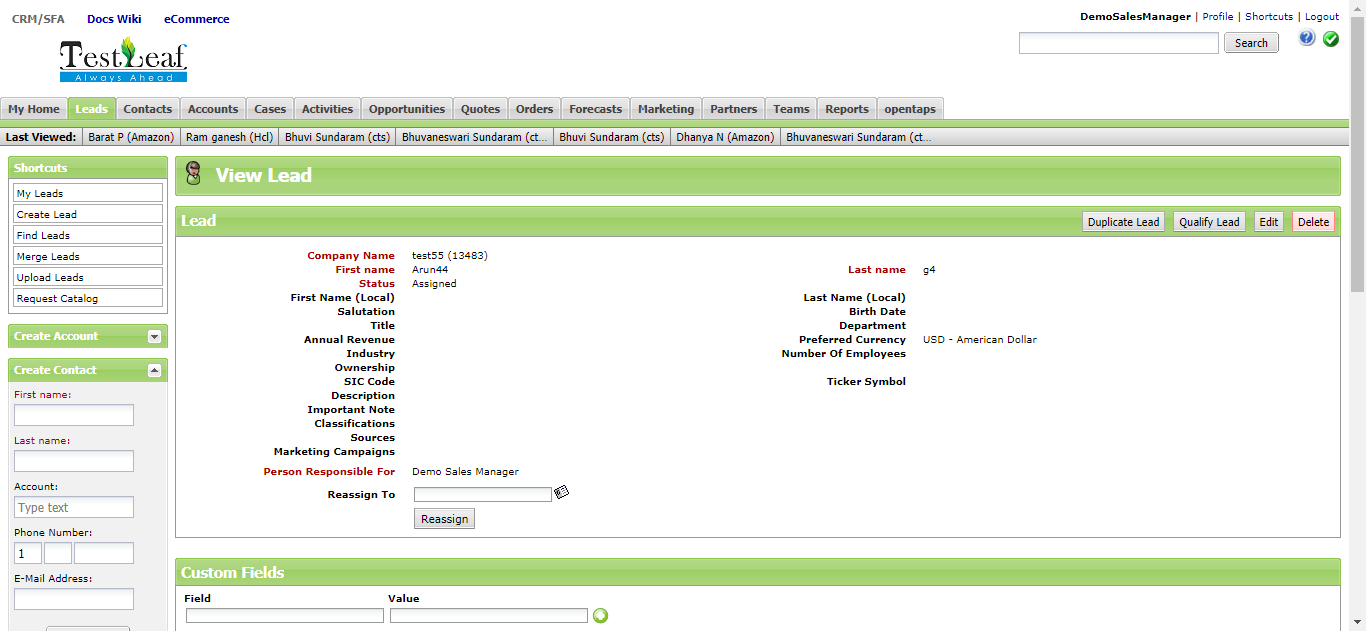 CRM/SFA Docs Wiki eCommerce
DemoSalesManager | Profile | Shortcuts | Logout
TestLeaf
Always Ahead
Search
My Home Leads Contacts Accounts Cases Activities Opportunities Quotes Orders Forecasts Marketing Partners Teams Reports opentaps
Last Viewed: Barat P (Amazon) Ram ganesh (Hcl) Bhuvi Sundaram (cts) Bhuvaneswari Sundaram (ct... Bhuvi Sundaram (cts) Dhanya N (Amazon) Bhuvaneswari Sundaram (ct...
Shortcuts
My Leads
Create Lead
Find Leads
Merge Leads
Upload Leads
Request Catalog
Create Account
Create Contact
First name:
Last name:
Account:
Type text
Phone Number:
1
E-Mail Address:
View Lead
Lead Duplicate Lead Qualify Lead Edit Delete
Company Name test55 (13483)
First name Arun44 Last name g4
Status Assigned
First Name (Local) Last Name (Local)
Salutation Birth Date
Title Department
Annual Revenue Preferred Currency USD - American Dollar
Industry Number Of Employees
Ownership
SIC Code Ticker Symbol
Description
Important Note
Classifications
Sources
Marketing Campaigns
Person Responsible For Demo Sales Manager
Reassign To
Reassign
Custom Fields
Field Value